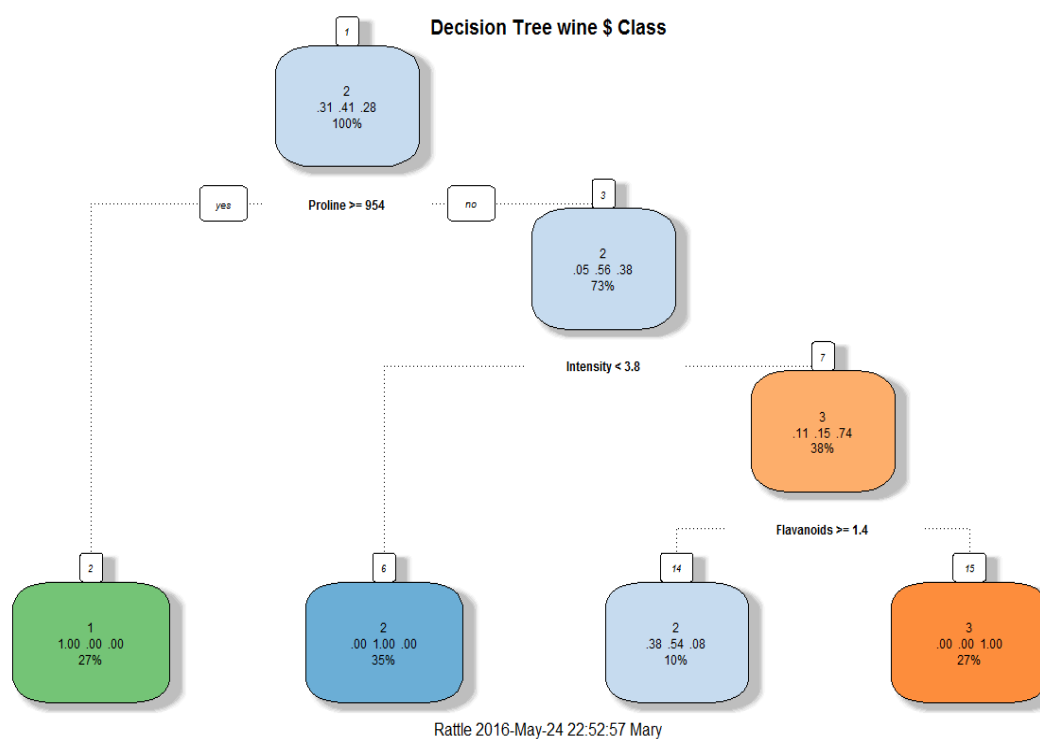 Decision Tree wine $ Class
1
2
.31 .41 .28
100%
yes
Proline >= 954
no
3
2
.05 .56 .38
73%
Intensity < 3.8
7
3
.11 .15 .74
38%
Flavanoids >= 1.4
2
1
1.00 .00 .00
27%
6
2
.00 1.00 .00
35%
14
2
.38 .54 .08
10%
15
3
.00 .00 1.00
27%
Rattle 2016-May-24 22:52:57 Mary